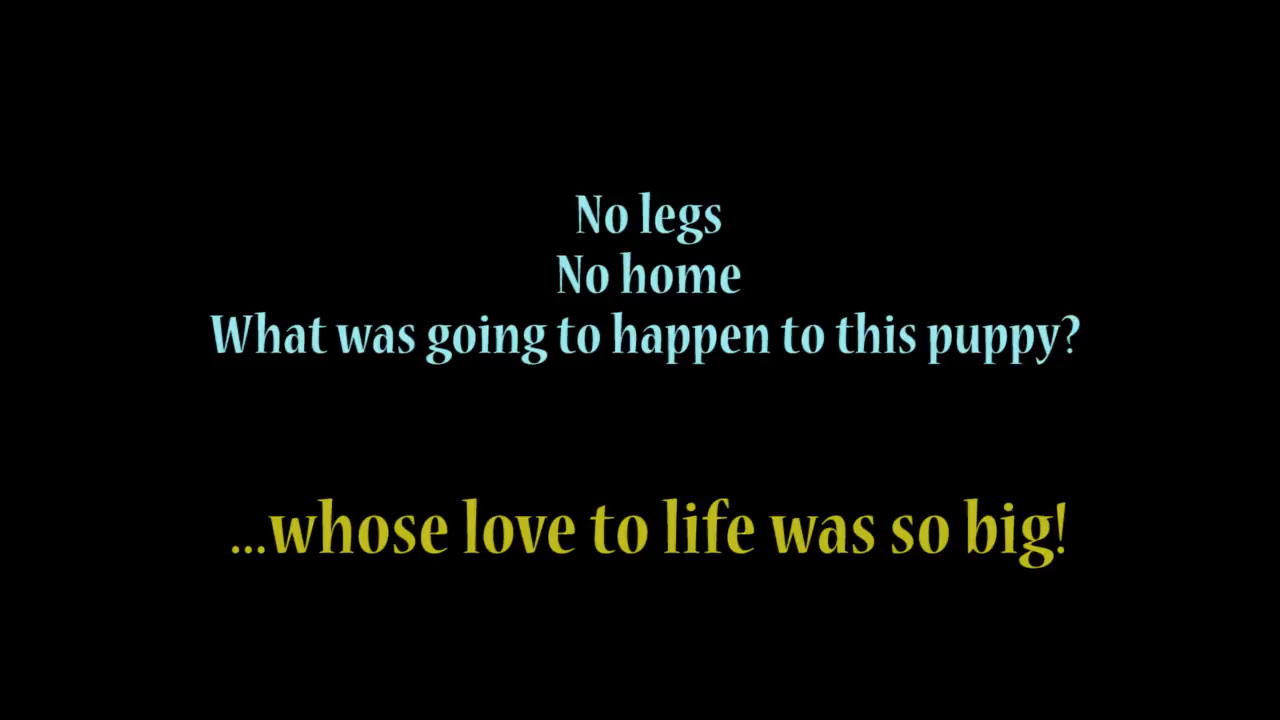 No legs
No home
What was going to happen to this puppy?
...whose love to life was so big!